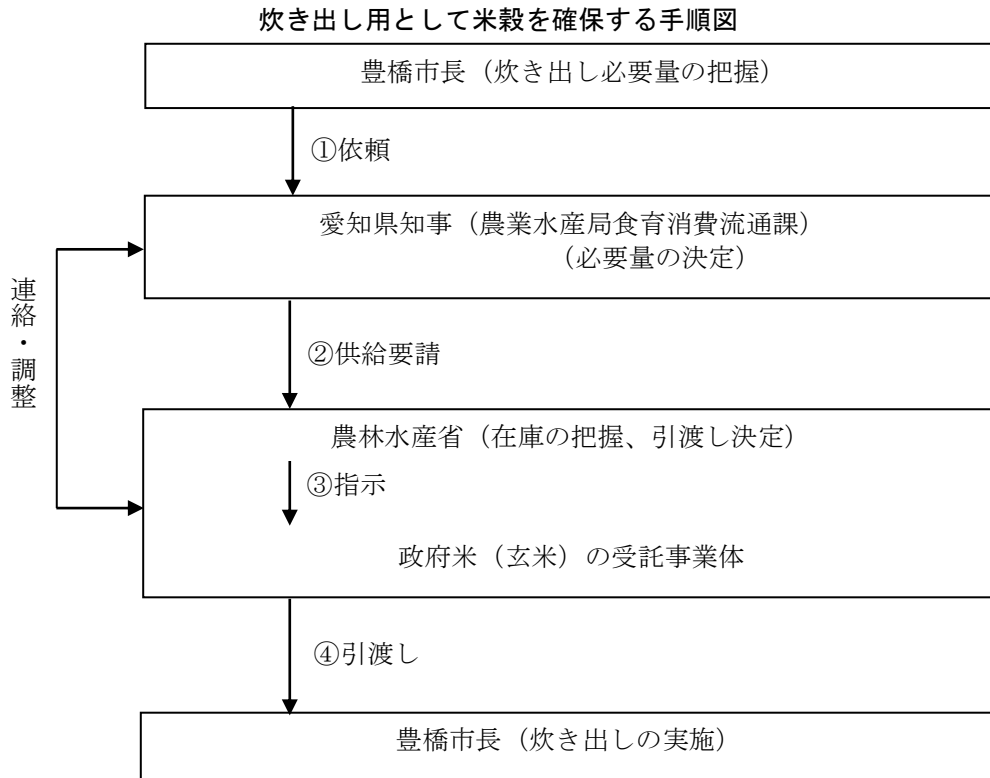 炊き出し用として米穀を確保する手順図
豊橋市長（炊き出し必要量の把握）
①依頼
愛知県知事（農業水産局食育消費流通課）
（必要量の決定）
連絡・調整
②供給要請
農林水産省（在庫の把握、引渡し決定）
③指示
政府米（玄米）の受託事業体
④引渡し
豊橋市長（炊き出しの実施）